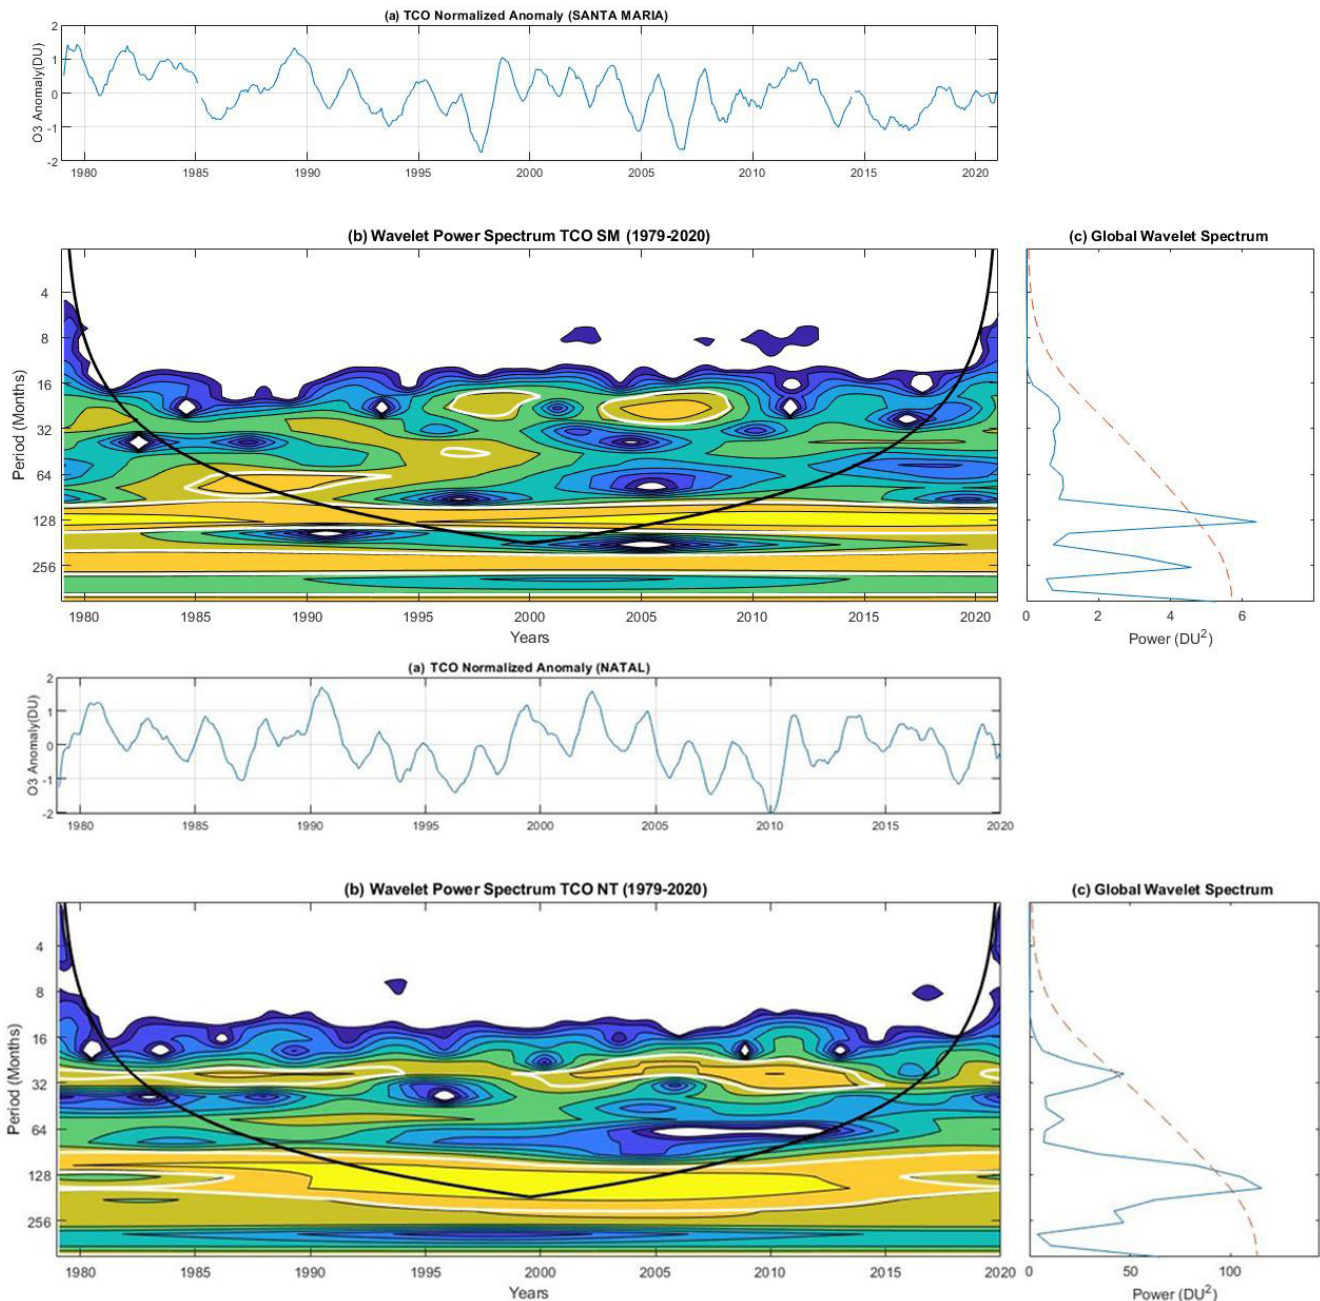 (a) TCO Normalized Anomaly (SANTA MARIA)
O3 Anomaly(DU)
2
1
0
-1
-2
1980 1985 1990 1995 2000 2005 2010 2015 2020
(b) Wavelet Power Spectrum TCO SM (1979-2020)
Period (Months)
4
8
16
32
64
128
256
1980 1985 1990 1995 2000 2005 2010 2015 2020
Years
(c) Global Wavelet Spectrum
0 2 4 6
Power (DU²)
(a) TCO Normalized Anomaly (NATAL)
O3 Anomaly(DU)
2
1
0
-1
-2
1980 1985 1990 1995 2000 2005 2010 2015 2020
(b) Wavelet Power Spectrum TCO NT (1979-2020)
Period (Months)
4
8
16
32
64
128
256
1980 1985 1990 1995 2000 2005 2010 2015 2020
Years
(c) Global Wavelet Spectrum
0 50 100
Power (DU²)